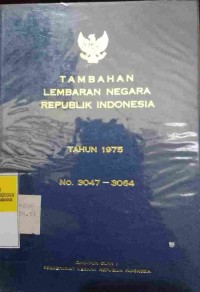 TAMBAHAN
LEMBARAN NEGARA
REPUBLIK INDONESIA
TAHUN 1975
No. 3047-3064